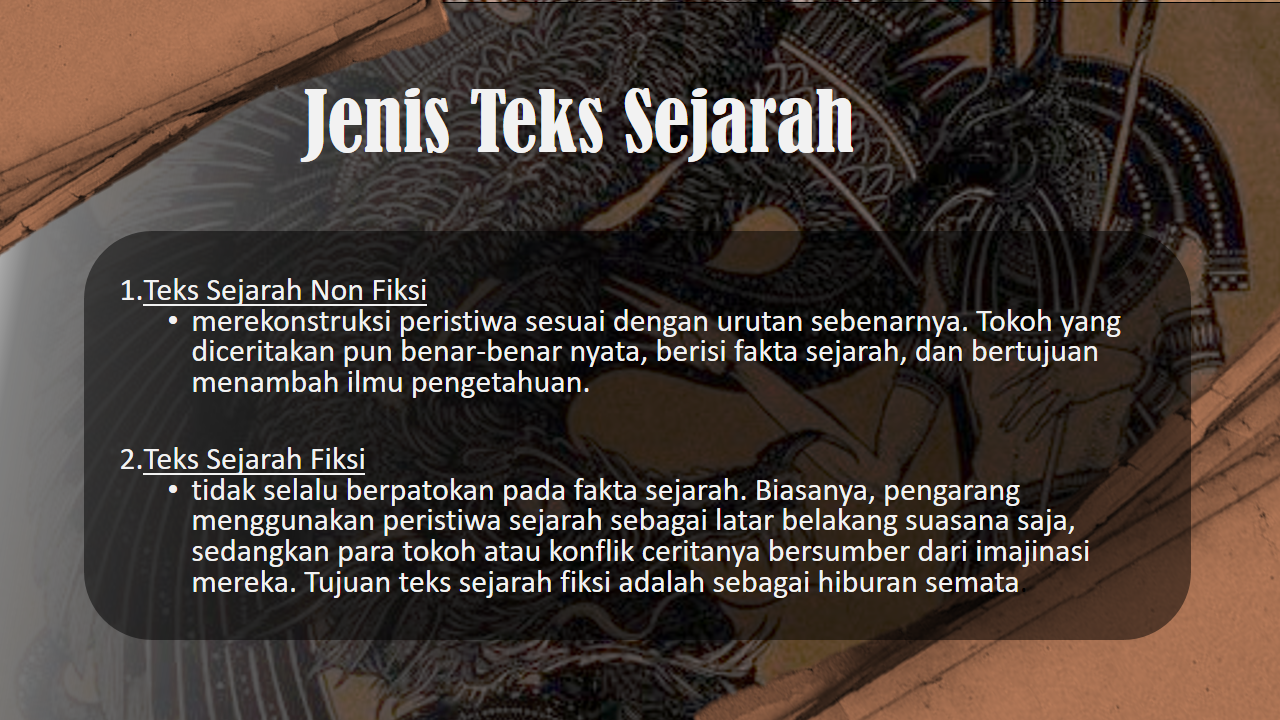 Jenis Teks Sejarah
1.Teks Sejarah Non Fiksi
• merekonstruksi peristiwa sesuai dengan urutan sebenarnya. Tokoh yang
diceritakan pun benar-benar nyata, berisi fakta sejarah, dan bertujuan
menambah ilmu pengetahuan.
2.Teks Sejarah Fiksi
• tidak selalu berpatokan pada fakta sejarah. Biasanya, pengarang
menggunakan peristiwa sejarah sebagai latar belakang suasana saja,
sedangkan para tokoh atau konflik ceritanya bersumber dari imajinasi
mereka. Tujuan teks sejarah fiksi adalah sebagai hiburan semata.